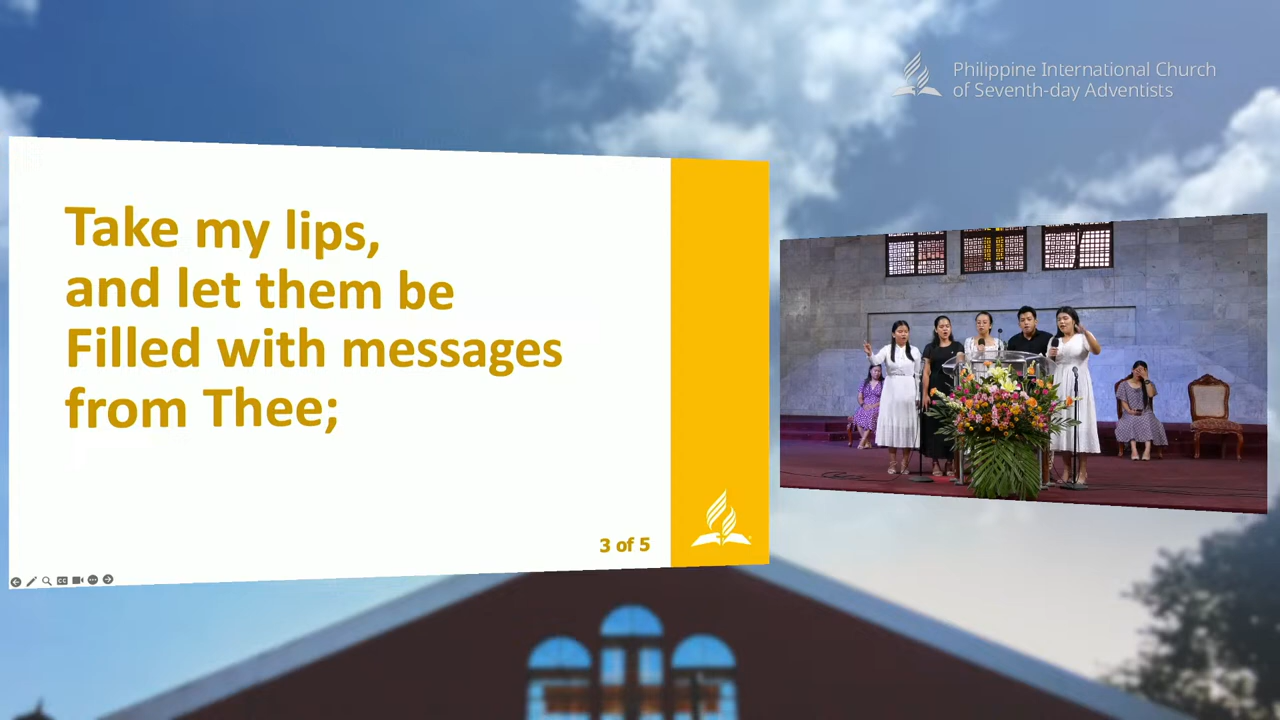 Philippine International Church
of Seventh-day Adventists
Take my lips,
and let them be
Filled with messages
from Thee;
3 of 5